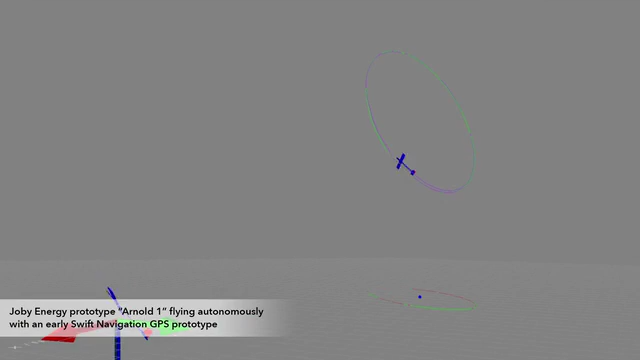 Joby Energy prototype "Arnold 1" flying autonomously
with an early Swift Navigation GPS prototype